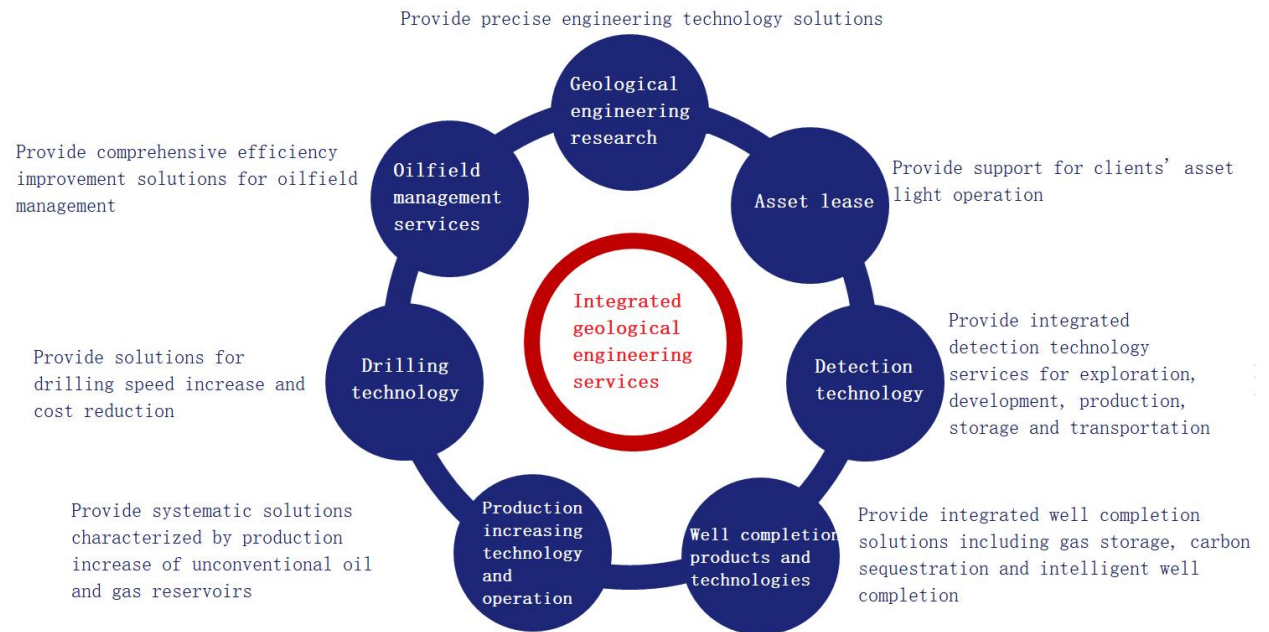 Provide precise engineering technology solutions
Geological
engineering
research
Provide comprehensive efficiency
improvement solutions for oilfield
management
Oilfield
management
services
Asset lease
Provide support for clients' asset
light operation
Integrated
geological
engineering
services
Provide solutions for
drilling speed increase and
cost reduction
Drilling
technology
Detection
technology
Provide integrated
detection technology
services for exploration,
development, production,
storage and transportation
Provide systematic solutions
characterized by production
increase of unconventional oil
and gas reservoirs
Production
increasing
technology
and
operation
Well completion
products and
technologies
Provide integrated well completion
solutions including gas storage, carbon
sequestration and intelligent well
completion